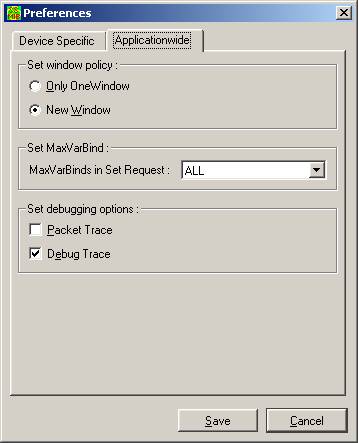 Preferences
Device Specific Applicationwide
Set window policy :
Only OneWindow
New Window
Set MaxVarBind :
MaxVarBinds in Set Request : ALL
Set debugging options :
Packet Trace
Debug Trace
Save Cancel